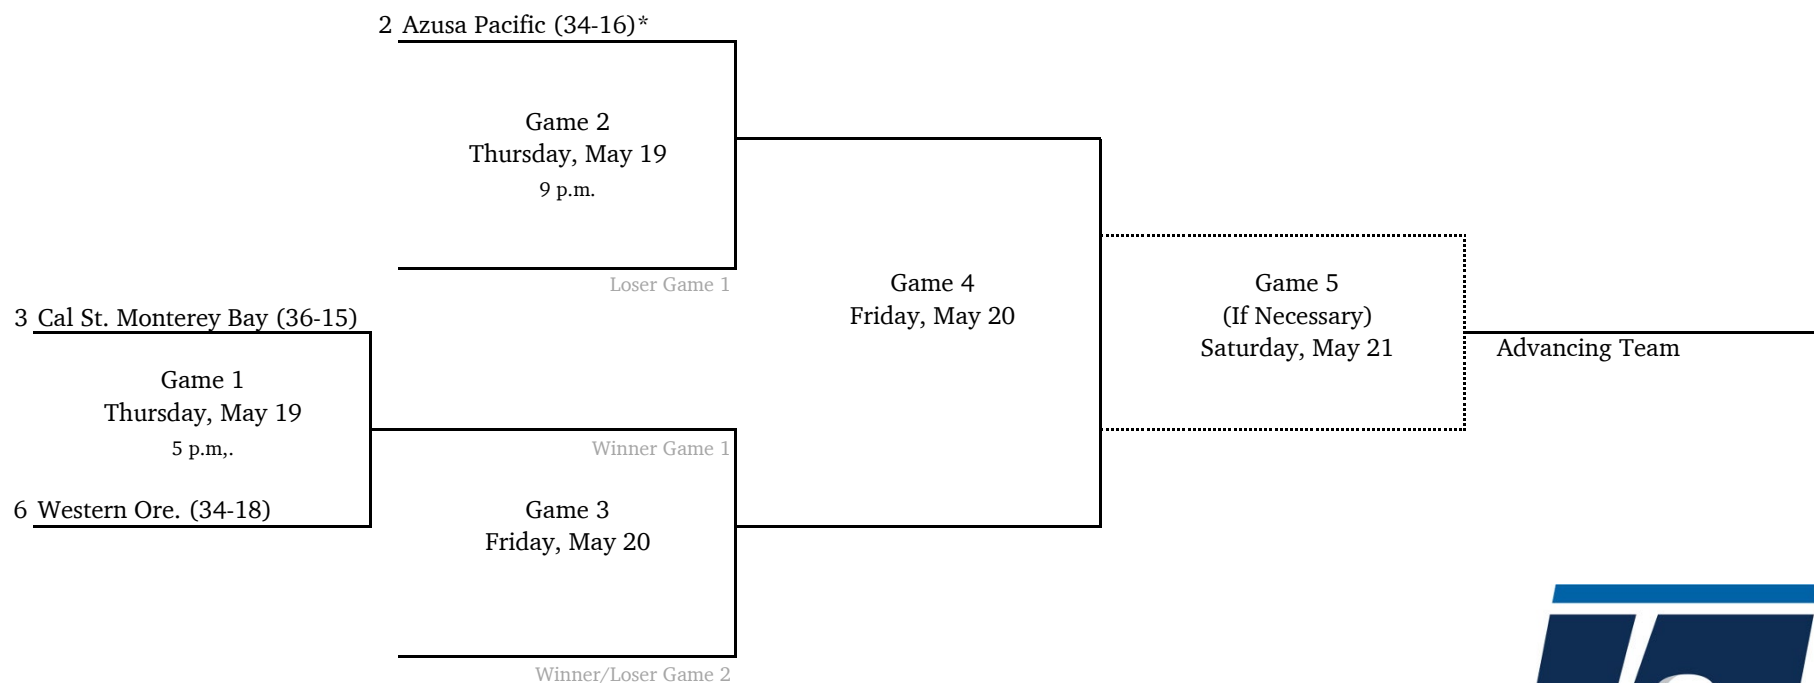 2 Azusa Pacific (34-16)*
Game 2
Thursday, May 19
9 p.m.
Loser Game 1
3 Cal St. Monterey Bay (36-15)
Game 1
Thursday, May 19
5 p.m,.
6 Western Ore. (34-18)
Winner Game 1
Game 3
Friday, May 20
Winner/Loser Game 2
Game 4
Friday, May 20
Game 5
(If Necessary)
Saturday, May 21
Advancing Team